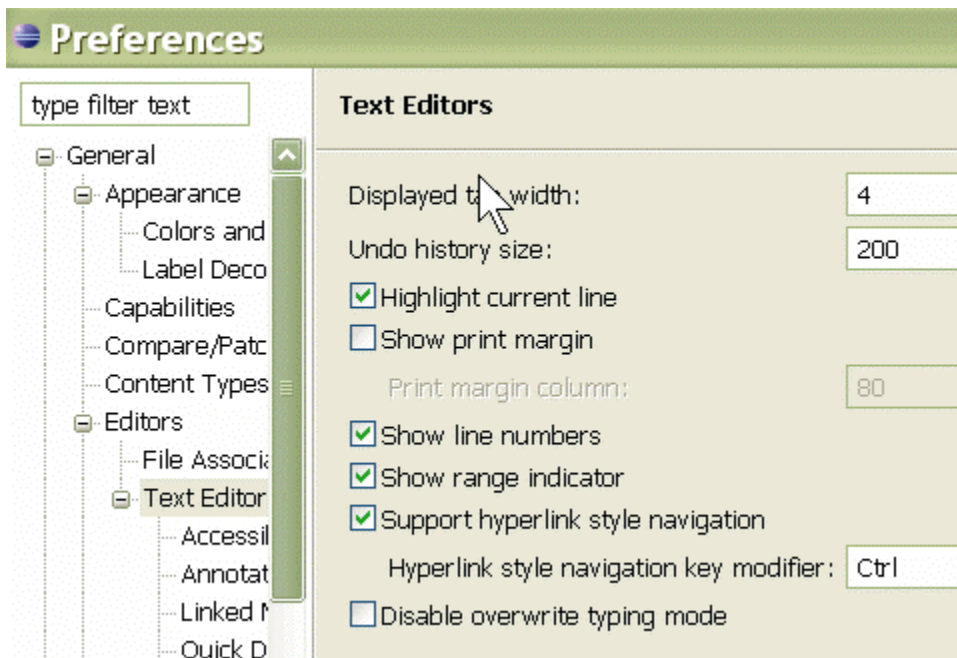 Preferences
type filter text
General
Appearance
Colors and
Label Deco
Capabilities
Compare/Patc
Content Types
Editors
File Associa
Text Editor
Accessil
Annotat
Linked
Quick D
Text Editors
Displayed width: 4
Undo history size: 200
Highlight current line
Show print margin
Print margin column: 80
Show line numbers
Show range indicator
Support hyperlink style navigation
Hyperlink style navigation key modifier: Ctrl
Disable overwrite typing mode